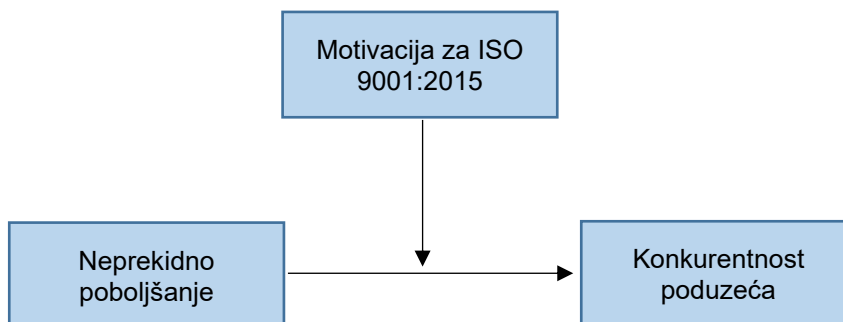 Motivacija za ISO
9001:2015
Neprekidno
poboljšanje
Konkurentnost
poduzeća